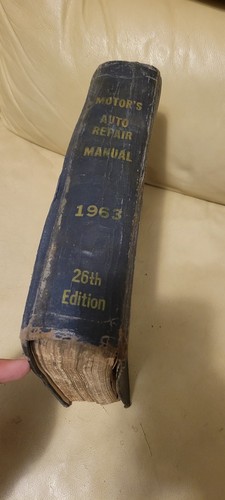 MOTOR'S
AUTO
REPAIR
MANUAL
1963
26th
Edition